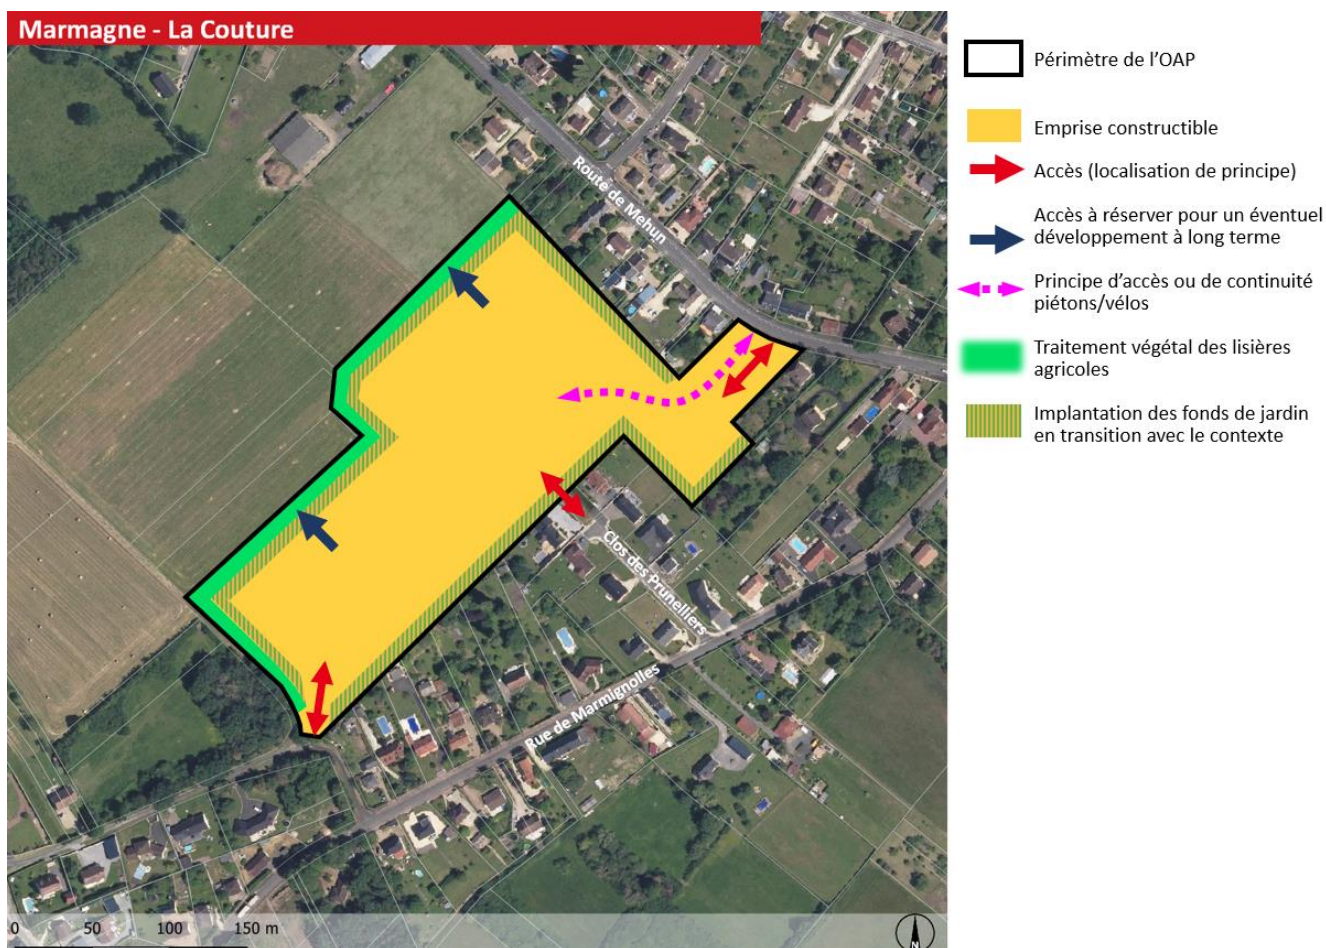 Marmagne - La Couture
Périmètre de l’OAP
Emprise constructible
Accès (localisation de principe)
Accès à réserver pour un éventuel
développement à long terme
Principe d’accès ou de continuité
piétons/vélos
Traitement végétal des lisières
agricoles
Implantation des fonds de jardin
en transition avec le contexte
Route de Mehun
Clos des Prunelliers
Rue de Marmignolles
0 50 100 150 m
N